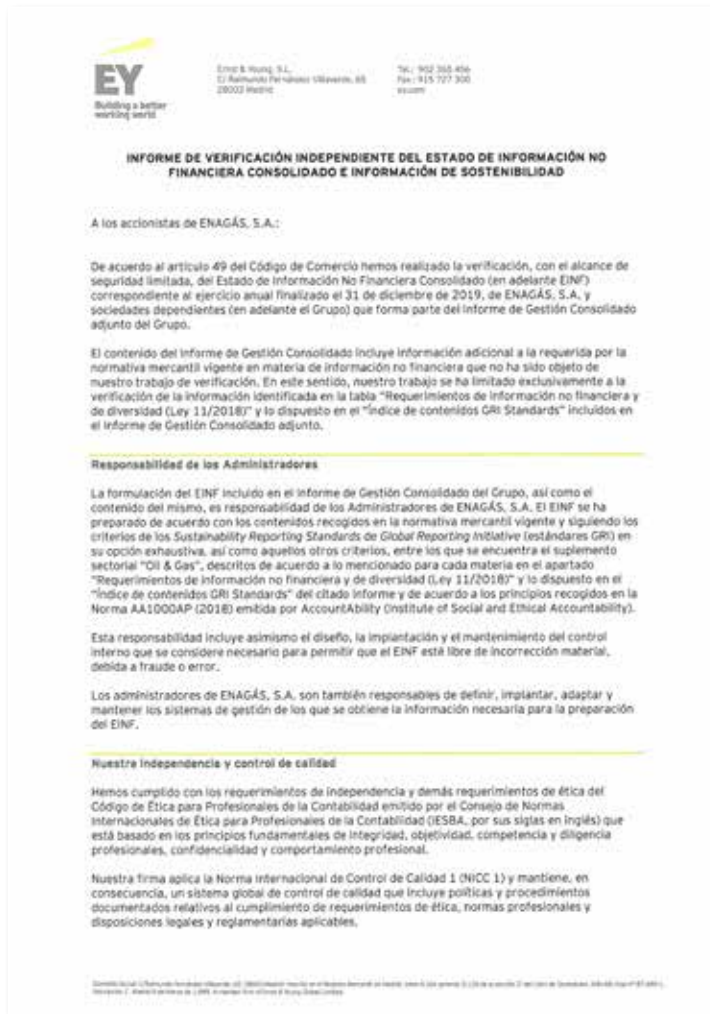 EY
Building a better
working world
Ernst & Young, S.L.
C/ Raimundo Fernández Villaverde, 65
28003 Madrid
Tel.: 902 365 456
Fax.: 915 727 300
ey.com
INFORME DE VERIFICACIÓN INDEPENDIENTE DEL ESTADO DE INFORMACIÓN NO
FINANCIERA CONSOLIDADO E INFORMACIÓN DE SOSTENIBILIDAD
A los accionistas de ENAGÁS, S.A.:
De acuerdo al artículo 49 del Código de Comercio hemos realizado la verificación, con el alcance de
seguridad limitada, del Estado de Información No Financiera Consolidado (en adelante EINF)
correspondiente al ejercicio anual finalizado el 31 de diciembre de 2019, de ENAGÁS, S.A. y
sociedades dependientes (en adelante el Grupo) que forma parte del Informe de Gestión Consolidado
adjunto del Grupo.
El contenido del Informe de Gestión Consolidado incluye información adicional a la requerida por la
normativa mercantil vigente en materia de información no financiera que no ha sido objeto de
nuestro trabajo de verificación. En este sentido, nuestro trabajo se ha limitado exclusivamente a la
verificación de la información identificada en la tabla "Requerimientos de información no financiera y
de diversidad (Ley 11/2018)" y lo dispuesto en el "Índice de contenidos GRI Standards" incluidos en
el Informe de Gestión Consolidado adjunto.
Responsabilidad de los Administradores
La formulación del EINF incluido en el Informe de Gestión Consolidado del Grupo, así como el
contenido del mismo, es responsabilidad de los Administradores de ENAGÁS, S.A. El EINF se ha
preparado de acuerdo con los contenidos recogidos en la normativa mercantil vigente y siguiendo los
criterios de los Sustainability Reporting Standards de Global Reporting Initiative (estándares GRI) en
su opción exhaustiva, así como aquellos otros criterios, entre los que se encuentra el suplemento
sectorial "Oil & Gas", descritos de acuerdo a lo mencionado para cada materia en el apartado
"Requerimientos de información no financiera y de diversidad (Ley 11/2018)" y lo dispuesto en el
"Índice de contenidos GRI Standards" del citado Informe y de acuerdo a los principios recogidos en la
Norma AA1000AP (2018) emitida por AccountAbility (Institute of Social and Ethical Accountability).
Esta responsabilidad incluye asimismo el diseño, la implantación y el mantenimiento del control
interno que se considere necesario para permitir que el EINF esté libre de incorrección material,
debida a fraude o error.
Los administradores de ENAGÁS, S.A. son también responsables de definir, implantar, adaptar y
mantener los sistemas de gestión de los que se obtiene la información necesaria para la preparación
del EINF.
Nuestra independencia y control de calidad
Hemos cumplido con los requerimientos de independencia y demás requerimientos de ética del
Código de Ética para Profesionales de la Contabilidad emitido por el Consejo de Normas
Internacionales de Ética para Profesionales de la Contabilidad (IESBA, por sus siglas en inglés) que
está basado en los principios fundamentales de integridad, objetividad, competencia y diligencia
profesionales, confidencialidad y comportamiento profesional.
Nuestra firma aplica la Norma Internacional de Control de Calidad 1 (NICC 1) y mantiene, en
consecuencia, un sistema global de control de calidad que incluye políticas y procedimientos
documentados relativos al cumplimiento de requerimientos de ética, normas profesionales y
disposiciones legales y reglamentarias aplicables.